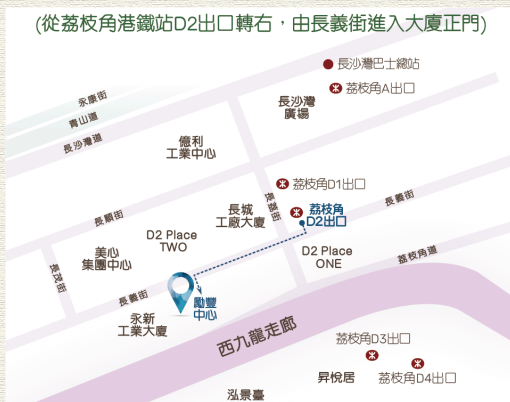 (從荔枝角港鐵站D2出口轉右，由長義街進入大廈正門)
長沙灣巴士總站
荔枝角A出口
永康街
青山道
長沙灣道
長沙灣
廣場
億利
工業中心
荔枝角D1出口
長順街
長義街
荔枝角
D2出口
長城
工廠大廈
D2 Place
TWO
美心
集團中心
長茂街
D2 Place
ONE
荔枝角道
長義街
勵豐
中心
永新
工業大廈
西九龍走廊
荔枝角D3出口
昇悅居
荔枝角D4出口
泓景臺